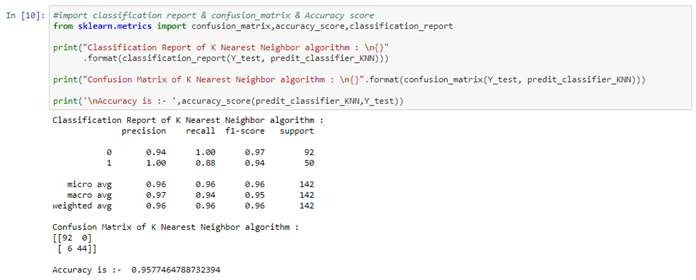 In [10]: #import classification report & confusion_matrix & Accuracy score
from sklearn.metrics import confusion_matrix,accuracy_score,classification_report
print("Classification Report of K Nearest Neighbor algorithm : \n{}"
.format(classification_report(Y_test, predit_classifier_KNN)))
print("Confusion Matrix of K Nearest Neighbor algorithm : \n{}".format(confusion_matrix(Y_test, predit_classifier_KNN)))
print('\nAccuracy is :- ',accuracy_score(predit_classifier_KNN,Y_test))
Classification Report of K Nearest Neighbor algorithm :
precision recall f1-score support
0 0.94 1.00 0.97 92
1 1.00 0.88 0.94 50
micro avg 0.96 0.96 0.96 142
macro avg 0.97 0.94 0.95 142
weighted avg 0.96 0.96 0.96 142
Confusion Matrix of K Nearest Neighbor algorithm :
[[92 0]
[ 6 44]]
Accuracy is :- 0.9577464788732394